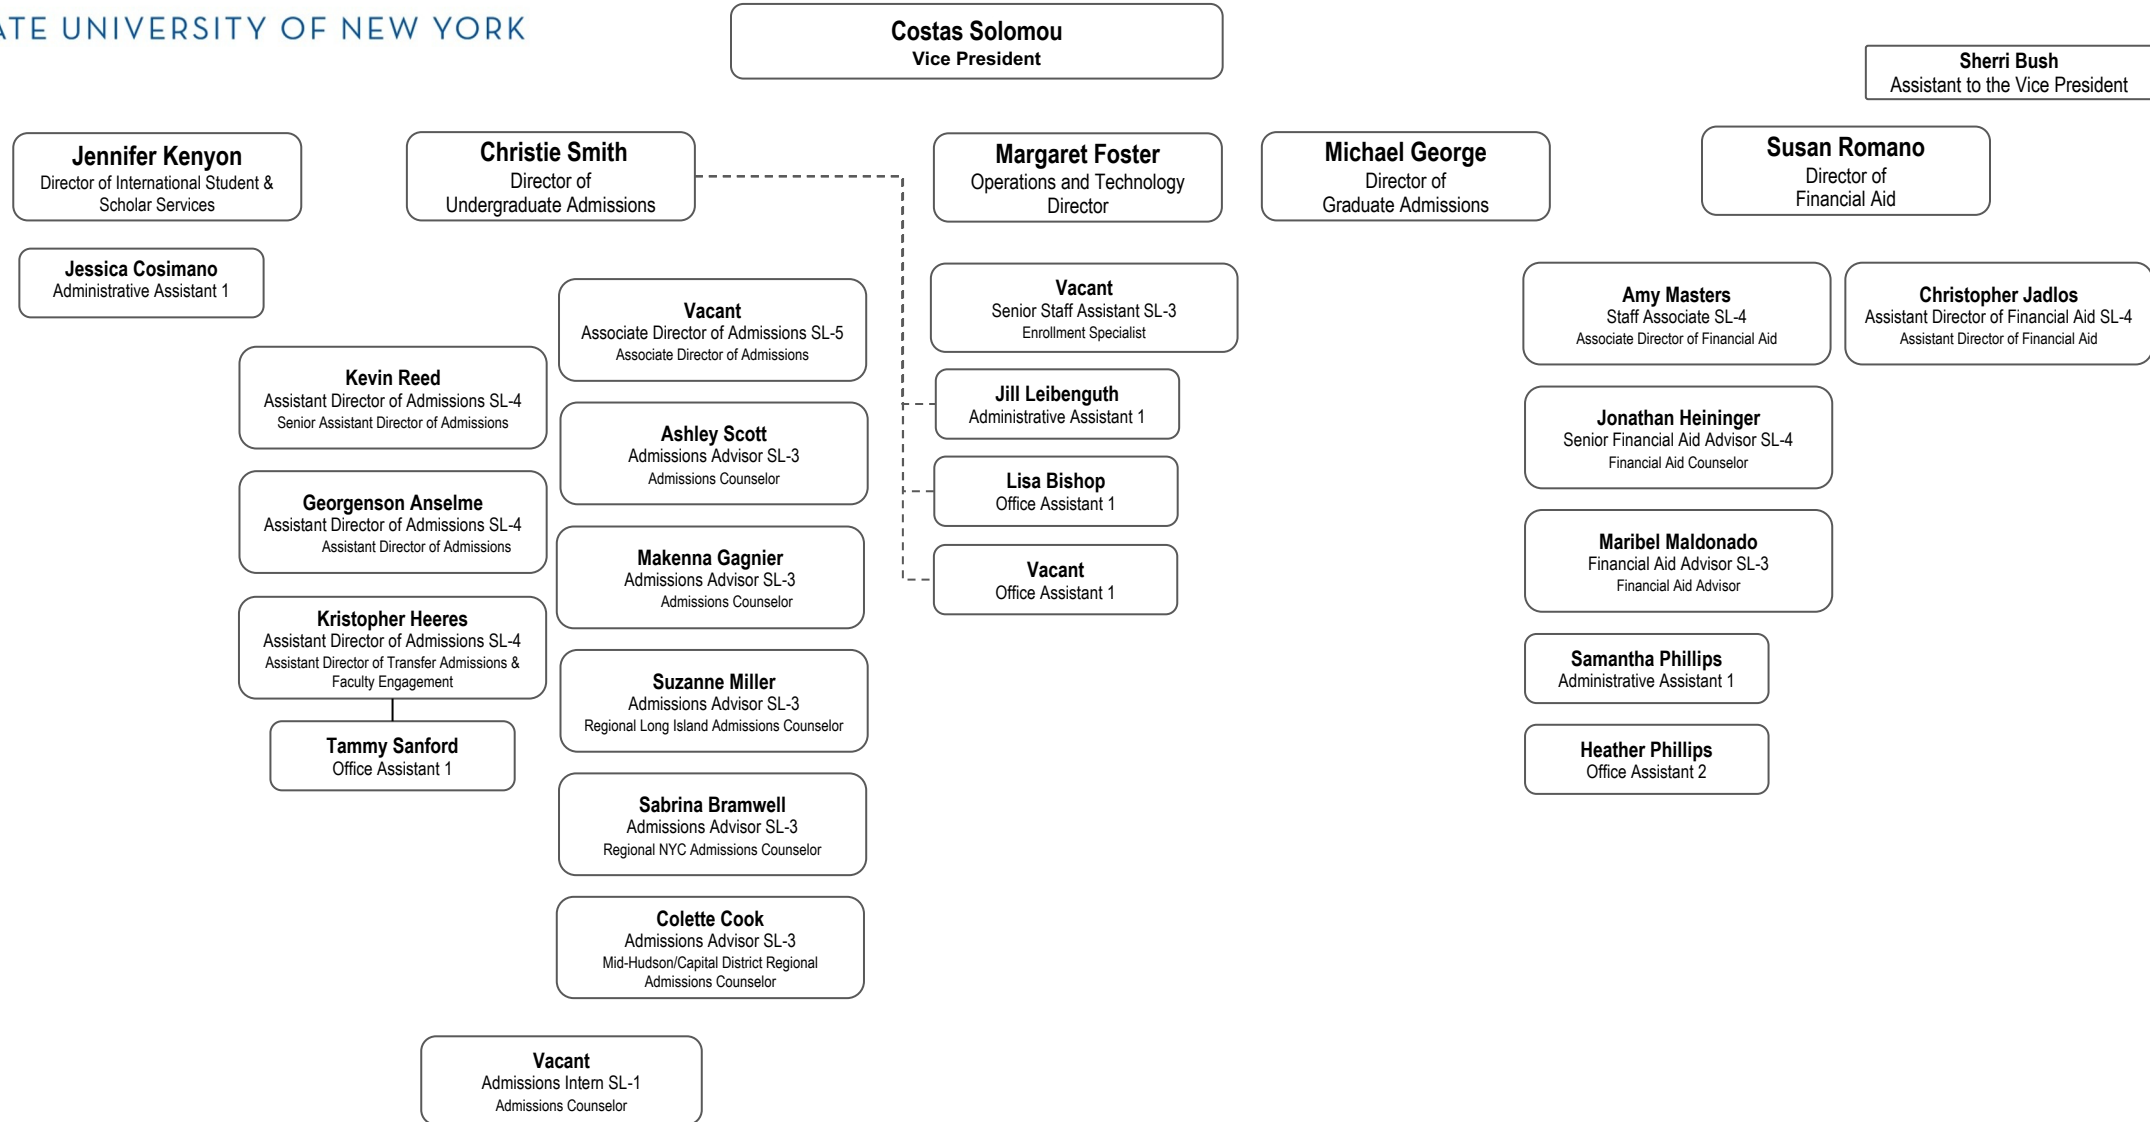 ATE UNIVERSITY OF NEW YORK
Costas Solomou
Vice President
Sherri Bush
Assistant to the Vice President
Jennifer Kenyon
Director of International Student &
Scholar Services
Christie Smith
Director of
Undergraduate Admissions
Margaret Foster
Operations and Technology
Director
Michael George
Director of
Graduate Admissions
Susan Romano
Director of
Financial Aid
Jessica Cosimano
Administrative Assistant 1
Kevin Reed
Assistant Director of Admissions SL-4
Senior Assistant Director of Admissions
Georgenson Anselme
Assistant Director of Admissions SL-4
Assistant Director of Admissions
Kristopher Heeres
Assistant Director of Admissions SL-4
Assistant Director of Transfer Admissions &
Faculty Engagement
Tammy Sanford
Office Assistant 1
Vacant
Associate Director of Admissions SL-5
Associate Director of Admissions
Ashley Scott
Admissions Advisor SL-3
Admissions Counselor
Makenna Gagnier
Admissions Advisor SL-3
Admissions Counselor
Suzanne Miller
Admissions Advisor SL-3
Regional Long Island Admissions Counselor
Sabrina Bramwell
Admissions Advisor SL-3
Regional NYC Admissions Counselor
Colette Cook
Admissions Advisor SL-3
Mid-Hudson/Capital District Regional
Admissions Counselor
Vacant
Admissions Intern SL-1
Admissions Counselor
Vacant
Senior Staff Assistant SL-3
Enrollment Specialist
Jill Leibenguth
Administrative Assistant 1
Lisa Bishop
Office Assistant 1
Vacant
Office Assistant 1
Amy Masters
Staff Associate SL-4
Associate Director of Financial Aid
Christopher Jadlos
Assistant Director of Financial Aid SL-4
Assistant Director of Financial Aid
Jonathan Heininger
Senior Financial Aid Advisor SL-4
Financial Aid Counselor
Maribel Maldonado
Financial Aid Advisor SL-3
Financial Aid Advisor
Samantha Phillips
Administrative Assistant 1
Heather Phillips
Office Assistant 2